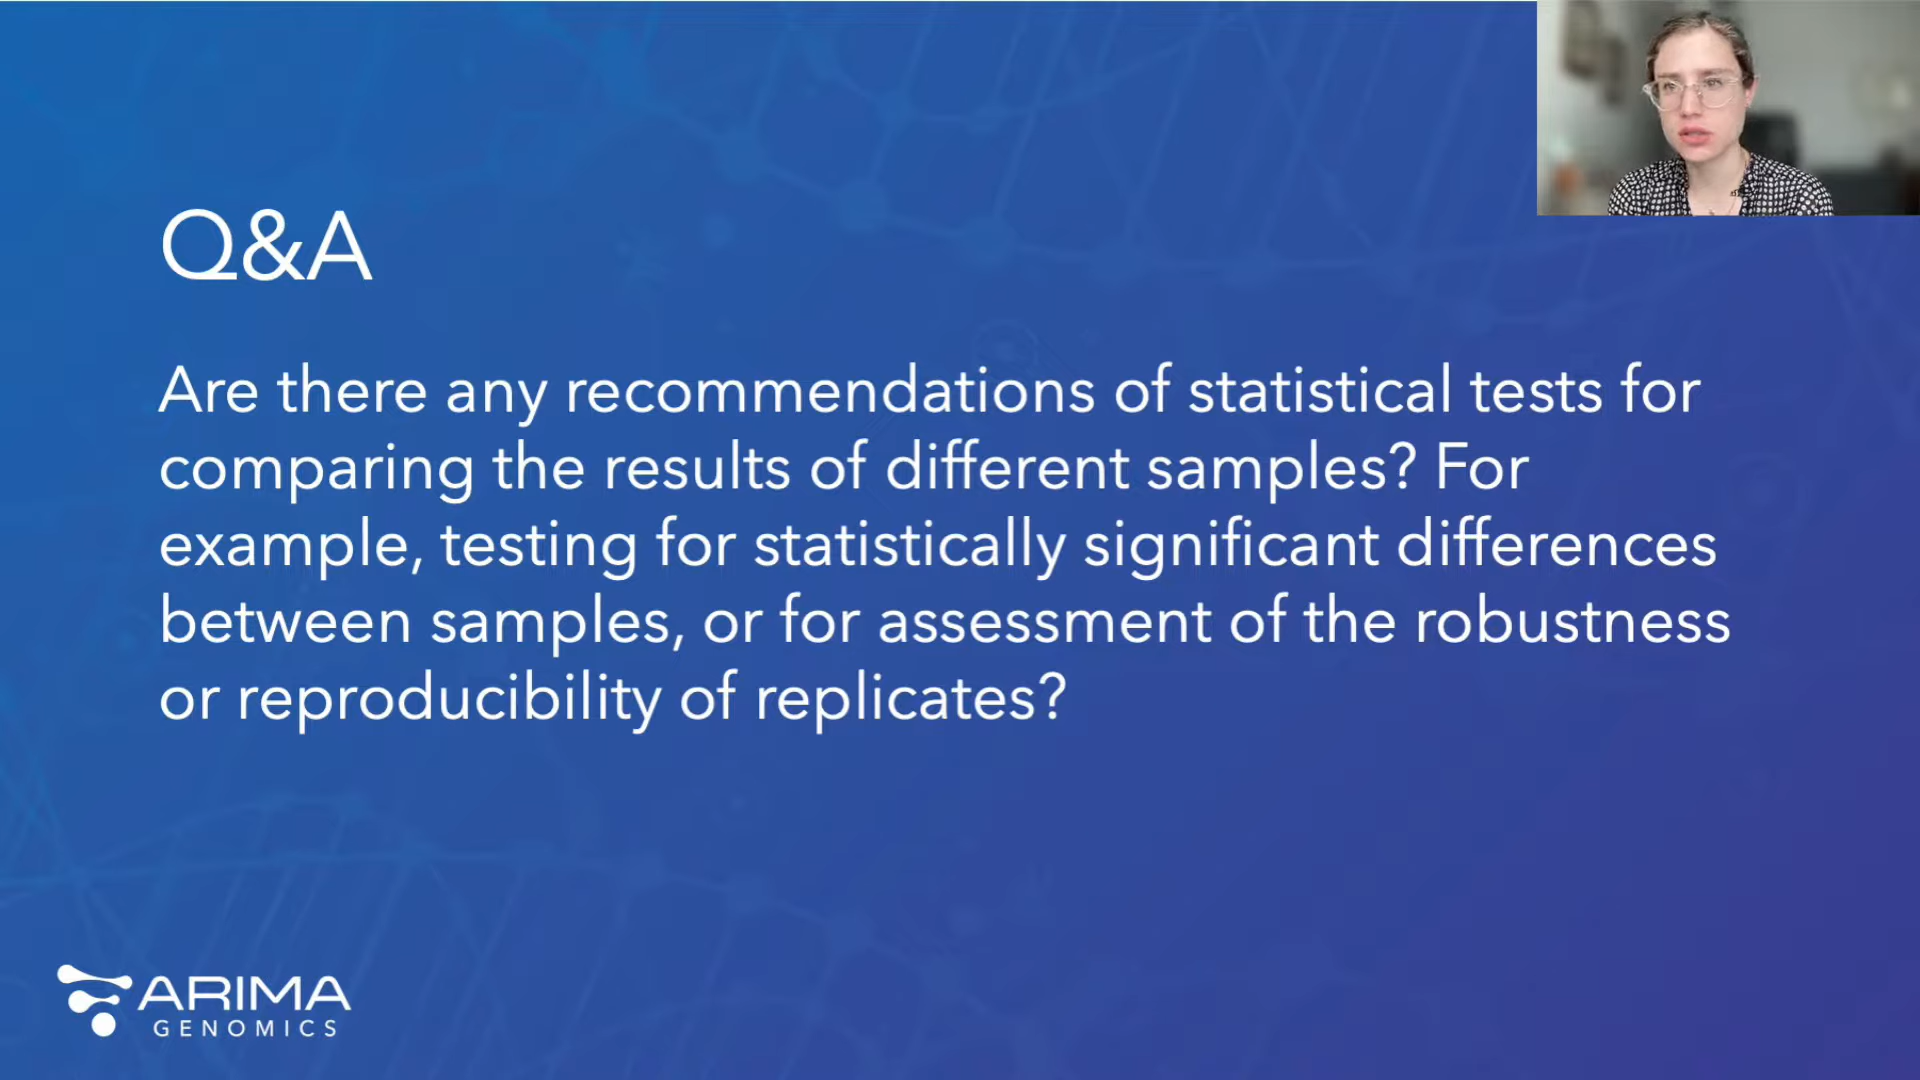 Q&A
Are there any recommendations of statistical tests for
comparing the results of different samples? For
example, testing for statistically significant differences
between samples, or for assessment of the robustness
or reproducibility of replicates?
ARIMA
GENOMICS